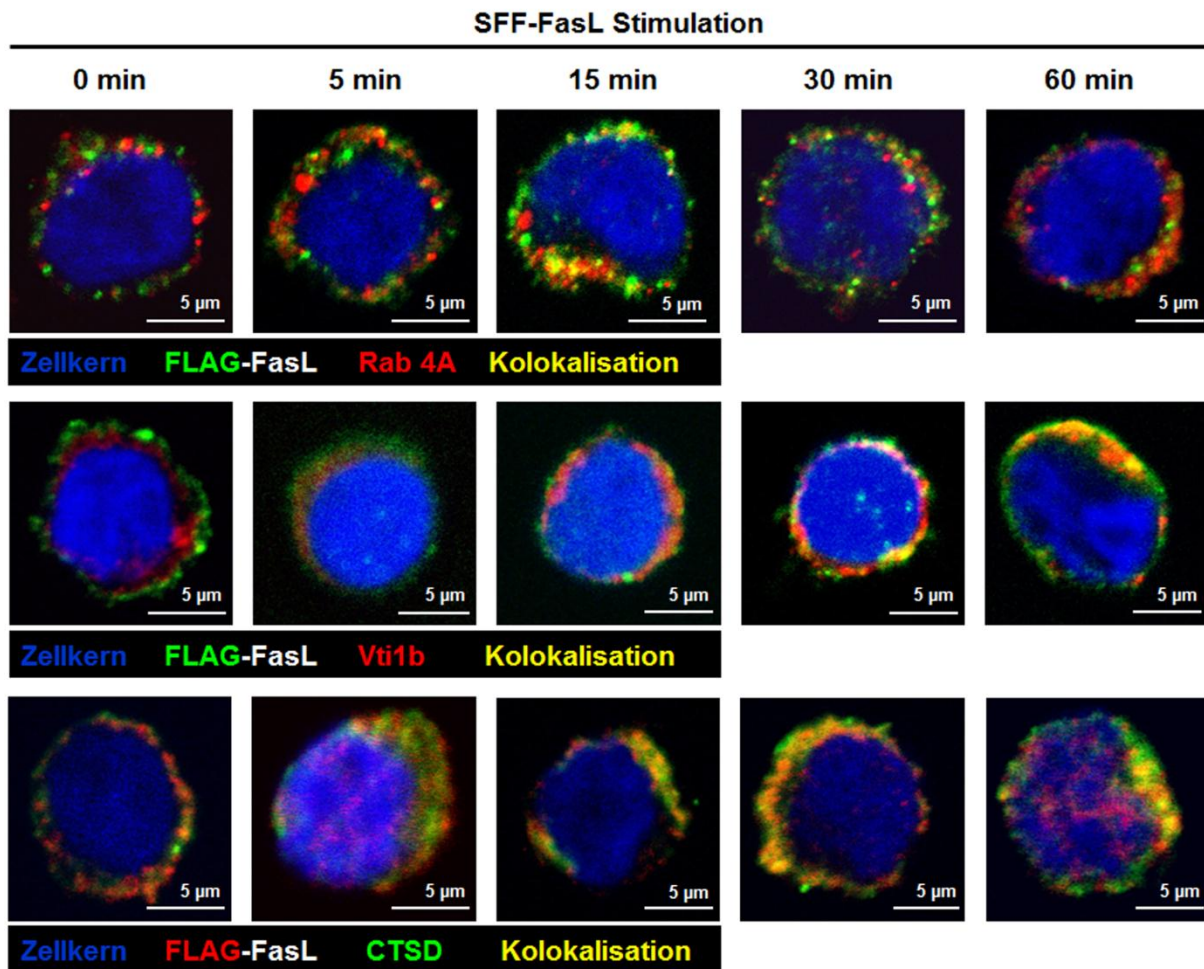 SFF-FasL Stimulation
0 min 5 min 15 min 30 min 60 min
5 µm 5 µm 5 µm 5 µm 5 µm
Zellkern FLAG-FasL Rab 4A Kolokalisation
5 µm 5 µm 5 µm 5 µm 5 µm
Zellkern FLAG-FasL Vti1b Kolokalisation
5 µm 5 µm 5 µm 5 µm 5 µm
Zellkern FLAG-FasL CTSD Kolokalisation